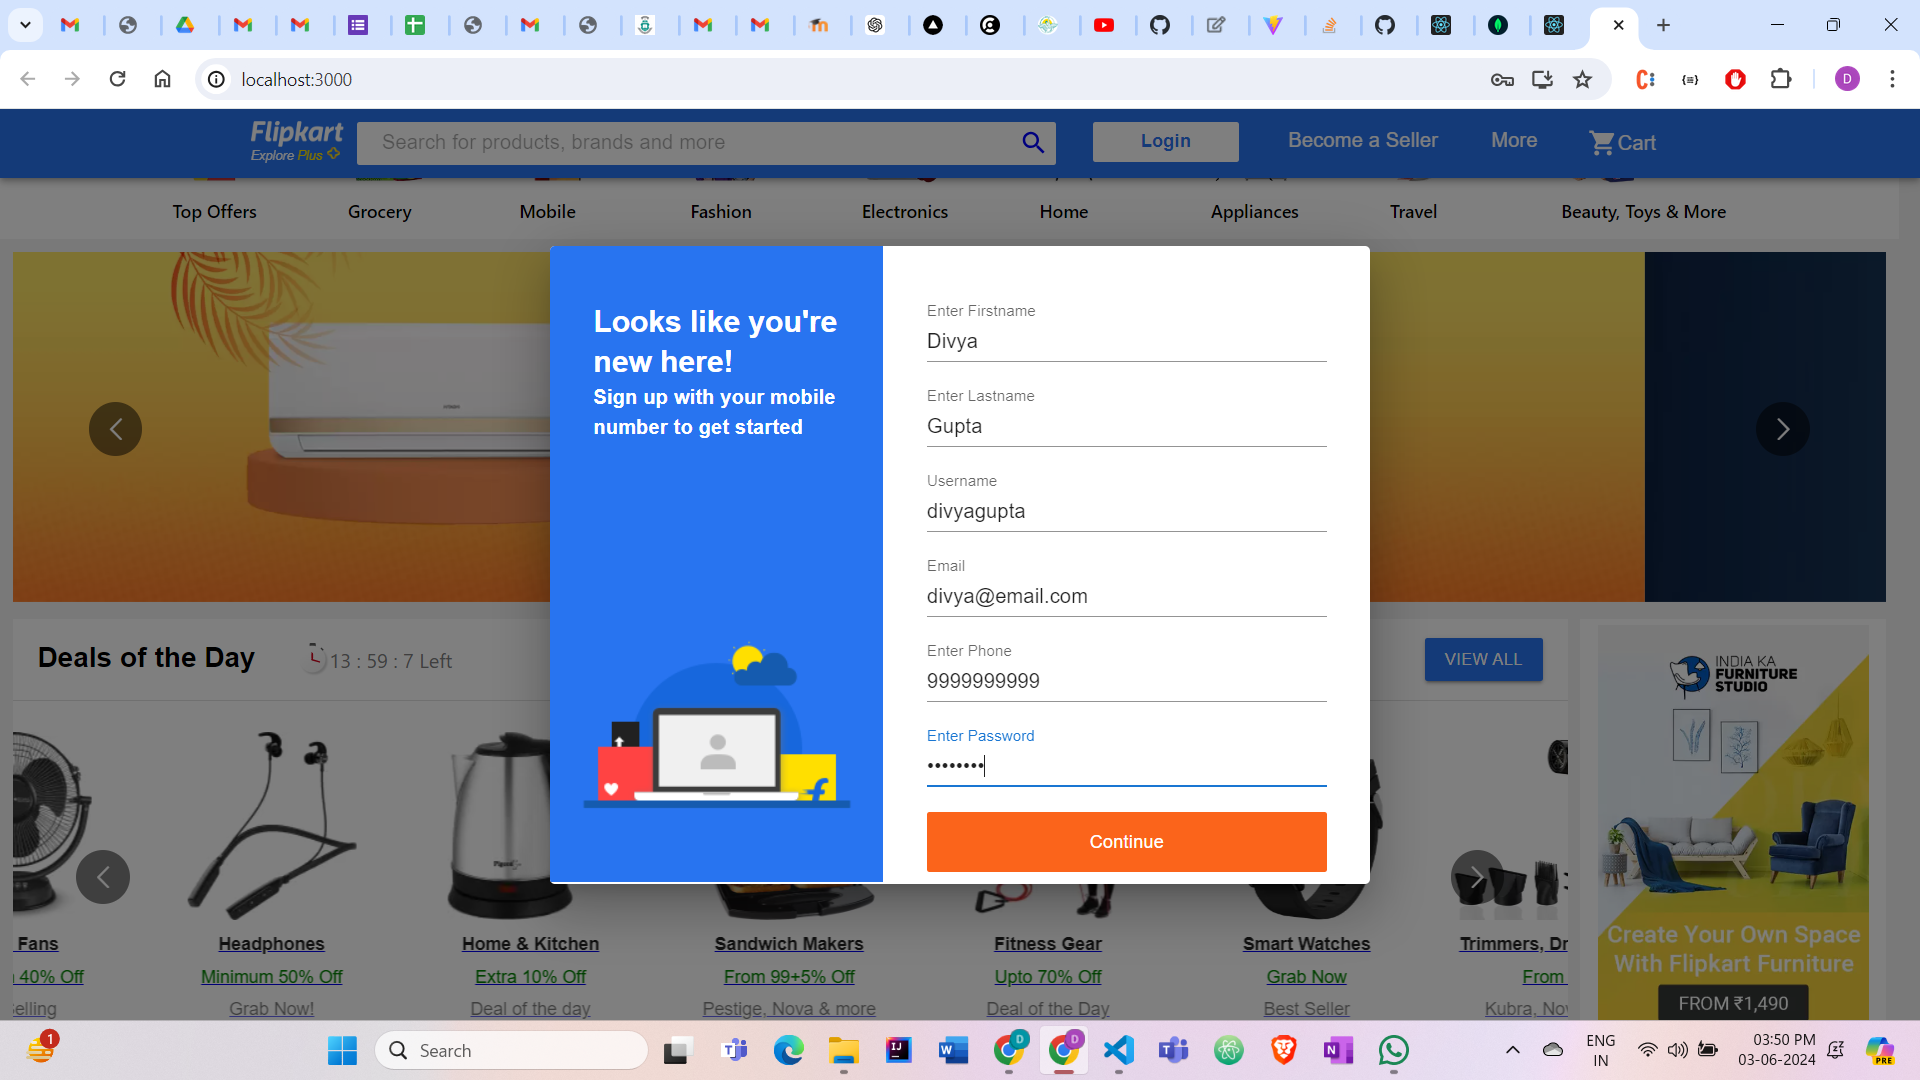 localhost:3000
D
Flipkart
Explore Plus
Search for products, brands and more
Login
Become a Seller
More
Cart
Top Offers
Grocery
Mobile
Fashion
Electronics
Home
Appliances
Travel
Beauty, Toys & More
Looks like you're
new here!
Sign up with your mobile
number to get started
Enter Firstname
Divya
Enter Lastname
Gupta
Username
divyagupta
Email
divya@email.com
Enter Phone
9999999999
Enter Password
••••••••
Continue
Deals of the Day
13 : 59 : 7 Left
VIEW ALL
INDIA KA
FURNITURE
STUDIO
Create Your Own Space
With Flipkart Furniture
FROM ₹1,490
Fans
40% Off
elling
Headphones
Minimum 50% Off
Grab Now!
Home & Kitchen
Extra 10% Off
Deal of the day
Sandwich Makers
From 99+5% Off
Pestige, Nova & more
Fitness Gear
Upto 70% Off
Deal of the Day
Smart Watches
Grab Now
Best Seller
Trimmers, Dr
From
Kubra, Nov
1
Search
ENG
IN
03:50 PM
03-06-2024
PRE